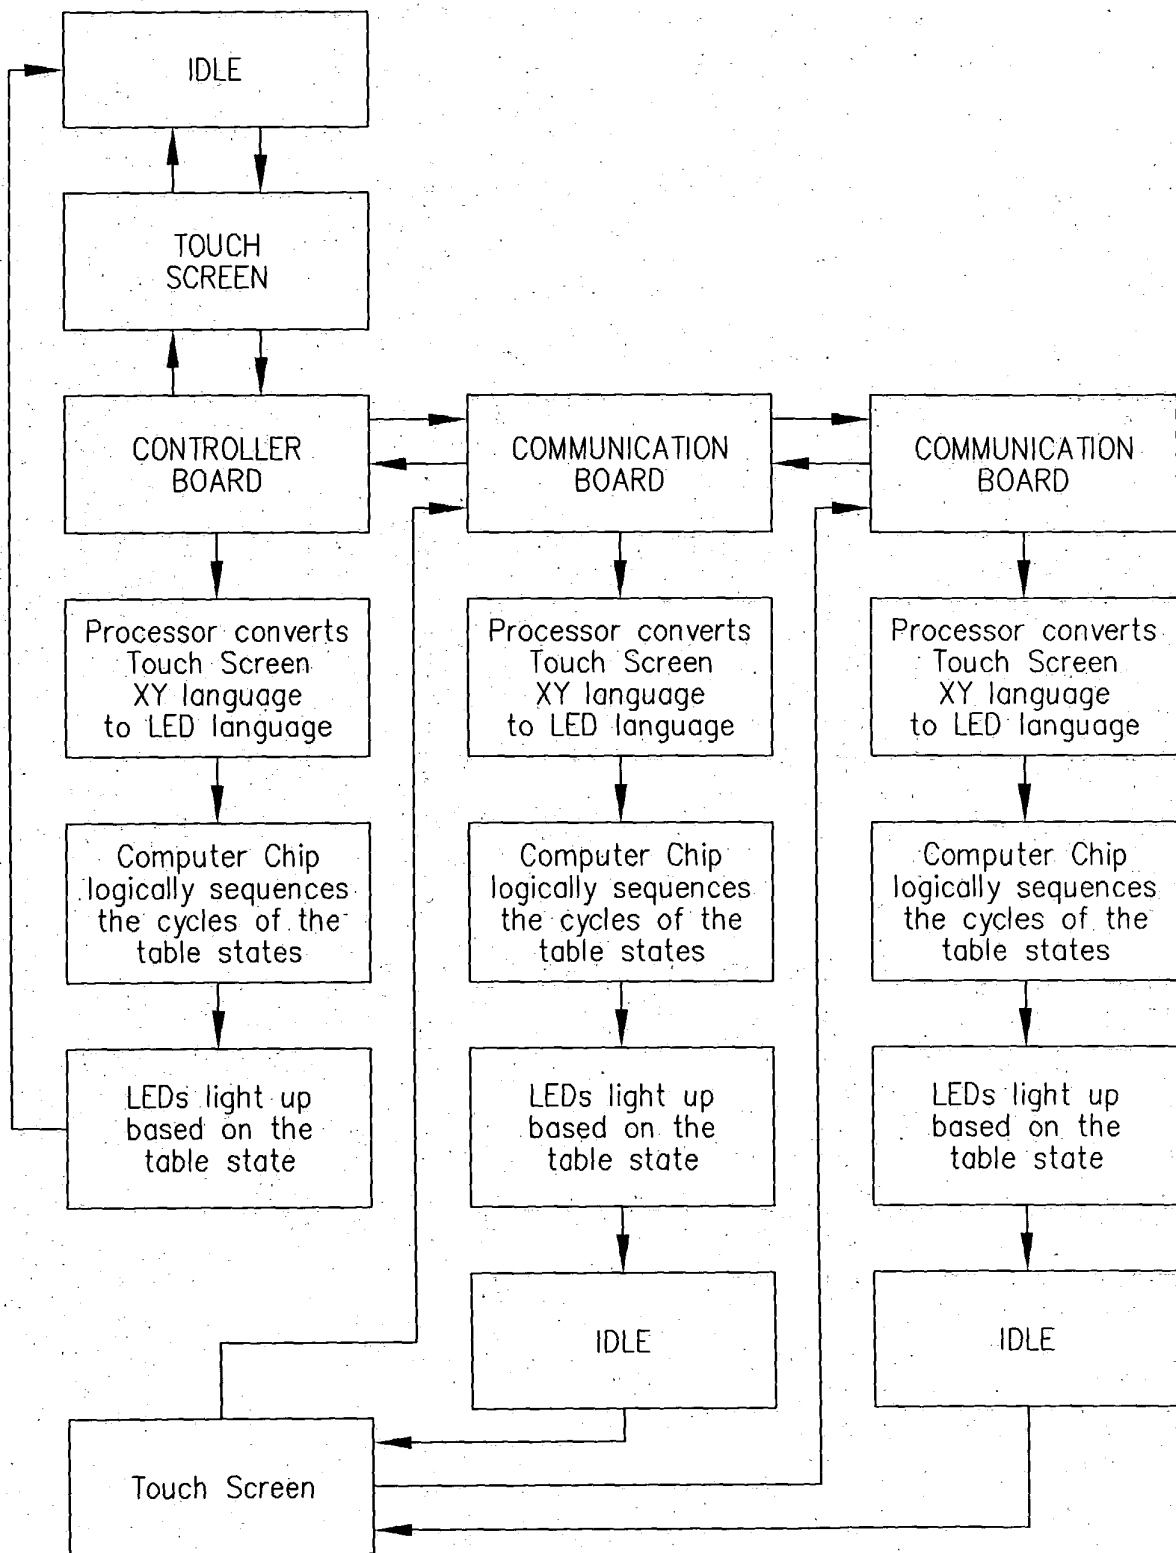 IDLE
TOUCH
SCREEN
CONTROLLER
BOARD
COMMUNICATION
BOARD
COMMUNICATION
BOARD
Processor converts
Touch Screen
XY language
to LED language
Processor converts
Touch Screen
XY language
to LED language
Processor converts
Touch Screen
XY language
to LED language
Computer Chip
logically sequences
the cycles of the
table states
Computer Chip
logically sequences
the cycles of the
table states
Computer Chip
logically sequences
the cycles of the
table states
LEDs light up
based on the
table state
LEDs light up
based on the
table state
LEDs light up
based on the
table state
IDLE
IDLE
Touch Screen